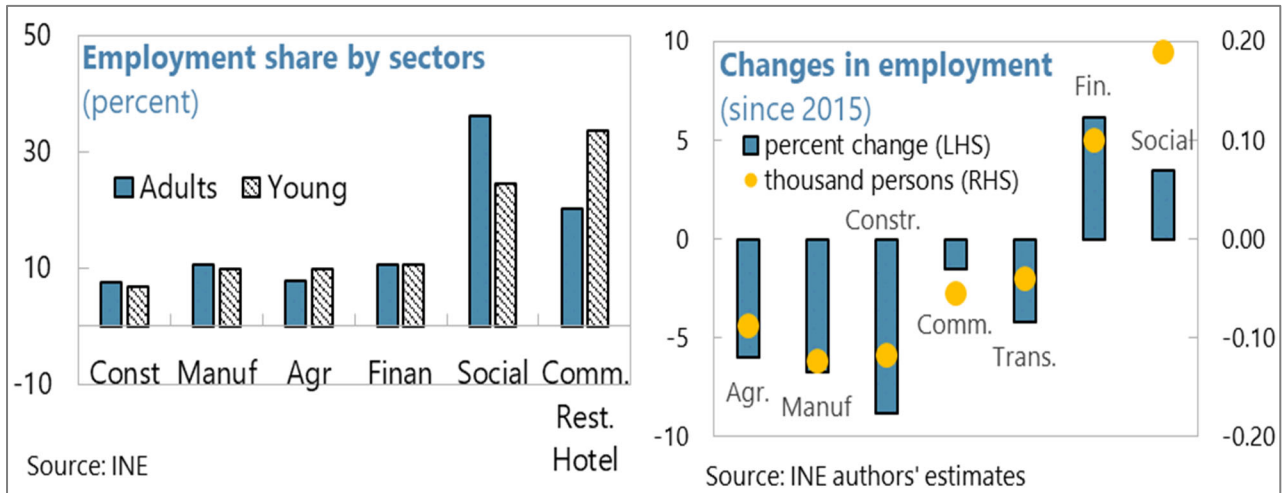 Employment share by sectors
(percent)
50
30
10
-10
Adults
Young
Const Manuf Agr Finan Social Comm.
Rest.
Hotel
Source: INE
Changes in employment
(since 2015)
percent change (LHS)
thousand persons (RHS)
10
5
0
-5
-10
0.20
0.10
0.00
-0.10
-0.20
Agr.
Manuf
Constr.
Comm.
Trans.
Fin.
Social
Source: INE authors' estimates